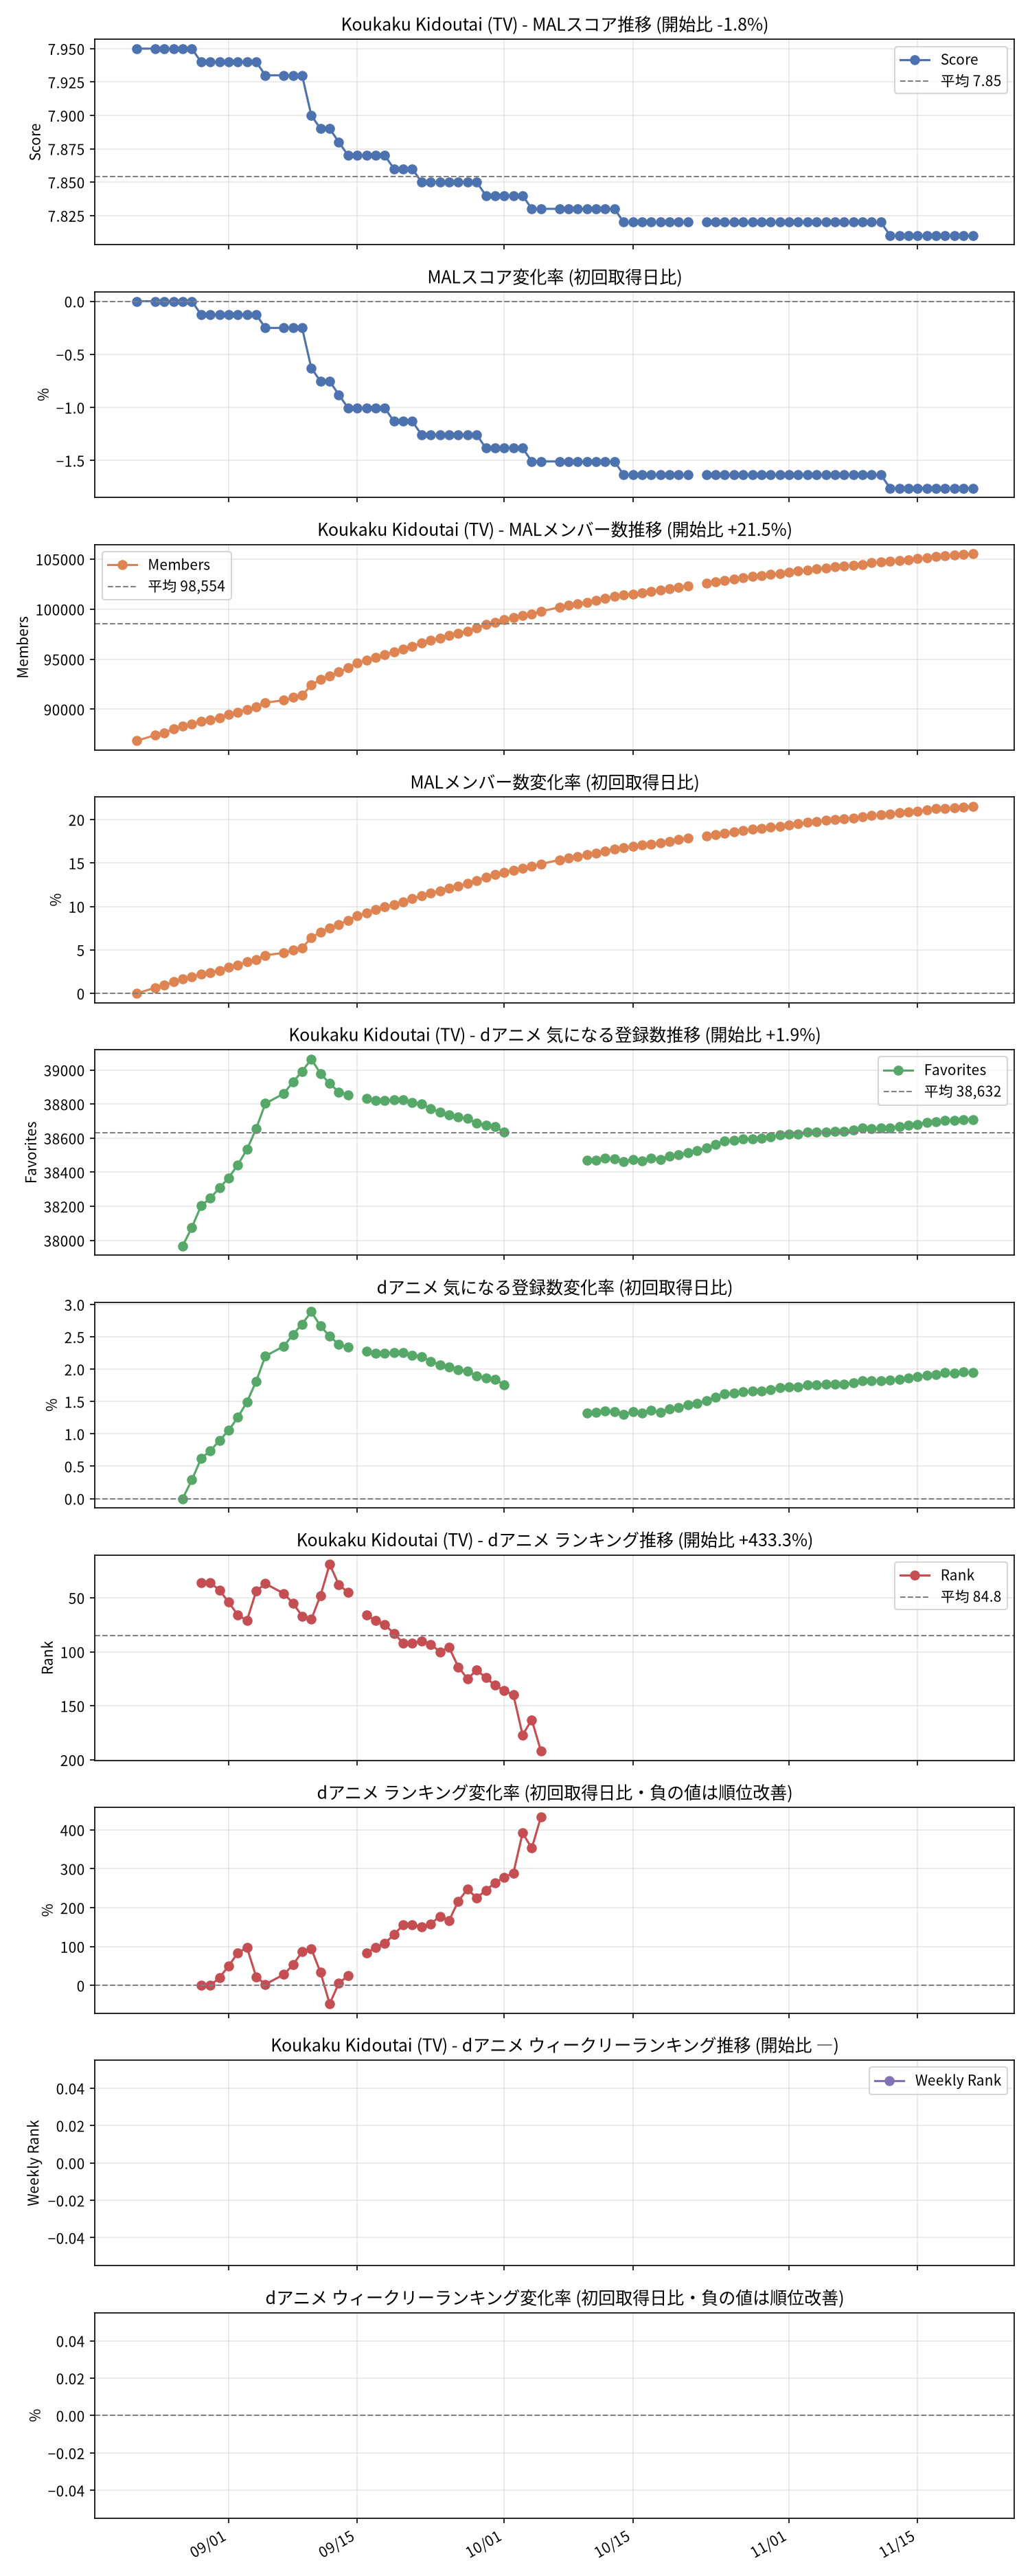 Koukaku Kidoutai (TV) - MALスコア推移 (開始比 -1.8%)
7.950
7.925
7.900
7.875
7.850
7.825
Score
Score
平均 7.85
MALスコア変化率 (初回取得日比)
0.0
−0.5
−1.0
−1.5
%
Koukaku Kidoutai (TV) - MALメンバー数推移 (開始比 +21.5%)
105000
100000
95000
90000
Members
Members
平均 98,554
MALメンバー数変化率 (初回取得日比)
20
15
10
5
0
%
Koukaku Kidoutai (TV) - dアニメ 気になる登録数推移 (開始比 +1.9%)
39000
38800
38600
38400
38200
38000
Favorites
Favorites
平均 38,632
dアニメ 気になる登録数変化率 (初回取得日比)
3.0
2.5
2.0
1.5
1.0
0.5
0.0
%
Koukaku Kidoutai (TV) - dアニメ ランキング推移 (開始比 +433.3%)
50
100
150
200
Rank
Rank
平均 84.8
dアニメ ランキング変化率 (初回取得日比・負の値は順位改善)
400
300
200
100
0
%
Koukaku Kidoutai (TV) - dアニメ ウィークリーランキング推移 (開始比 —)
0.04
0.02
0.00
−0.02
−0.04
Weekly Rank
Weekly Rank
dアニメ ウィークリーランキング変化率 (初回取得日比・負の値は順位改善)
0.04
0.02
0.00
−0.02
−0.04
%
09/01
09/15
10/01
10/15
11/01
11/15